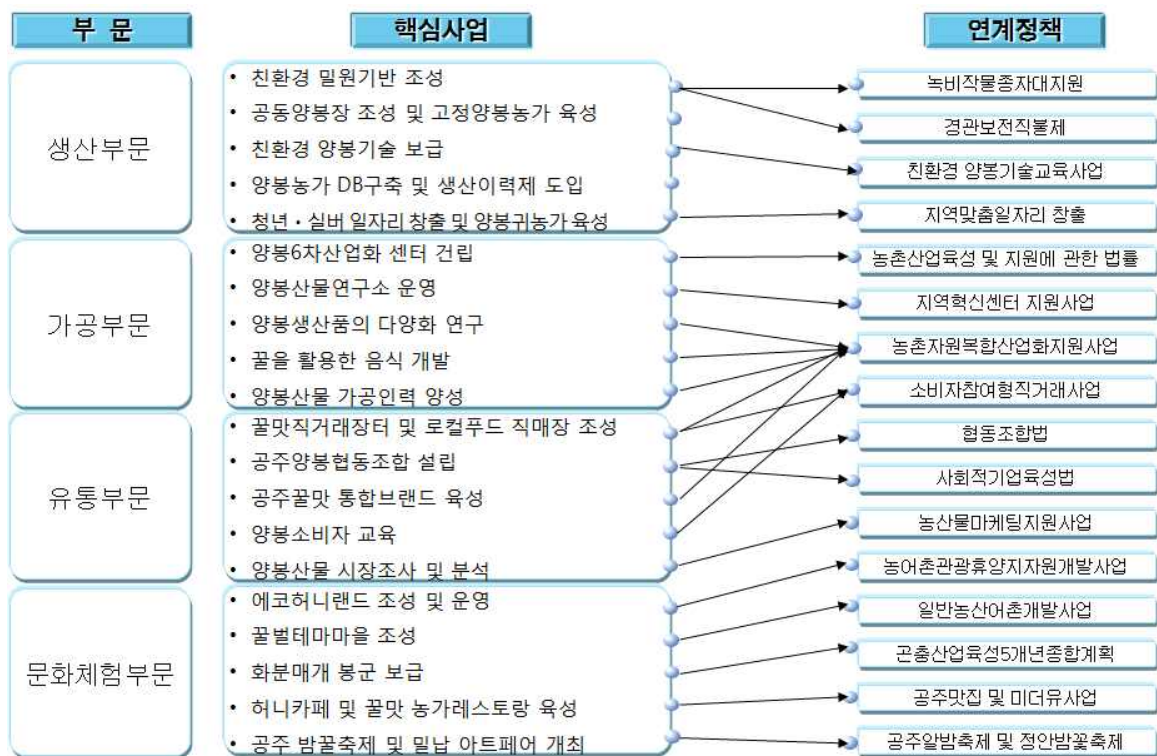 부 문
핵심사업
연계정책
생산부문
• 친환경 밀원기반 조성
• 공동양봉장 조성 및 고정양봉농가 육성
• 친환경 양봉기술 보급
• 양봉농가 DB구축 및 생산이력제 도입
• 청년・실버 일자리 창출 및 양봉귀농가 육성
가공부문
• 양봉6차산업화 센터 건립
• 양봉산물연구소 운영
• 양봉생산품의 다양화 연구
• 꿀을 활용한 음식 개발
• 양봉산물 가공인력 양성
유통부문
• 꿀맛직거래장터 및 로컬푸드 직매장 조성
• 공주양봉협동조합 설립
• 공주꿀맛 통합브랜드 육성
• 양봉소비자 교육
• 양봉산물 시장조사 및 분석
문화체험부문
• 에코허니랜드 조성 및 운영
• 꿀벌테마마을 조성
• 화분매개 봉군 보급
• 허니카페 및 꿀맛 농가레스토랑 육성
• 공주 밤꿀축제 및 밀납 아트페어 개최
녹비작물종자대지원
경관보전직불제
친환경 양봉기술교육사업
지역맞춤일자리 창출
농촌산업육성 및 지원에 관한 법률
지역혁신센터 지원사업
농촌자원복합산업화지원사업
소비자참여형직거래사업
협동조합법
사회적기업육성법
농산물마케팅지원사업
농어촌관광휴양지자원개발사업
일반농산어촌개발사업
곤충산업육성5개년종합계획
공주맛집 및 미더유사업
공주알밤축제 및 정안밤꽃축제